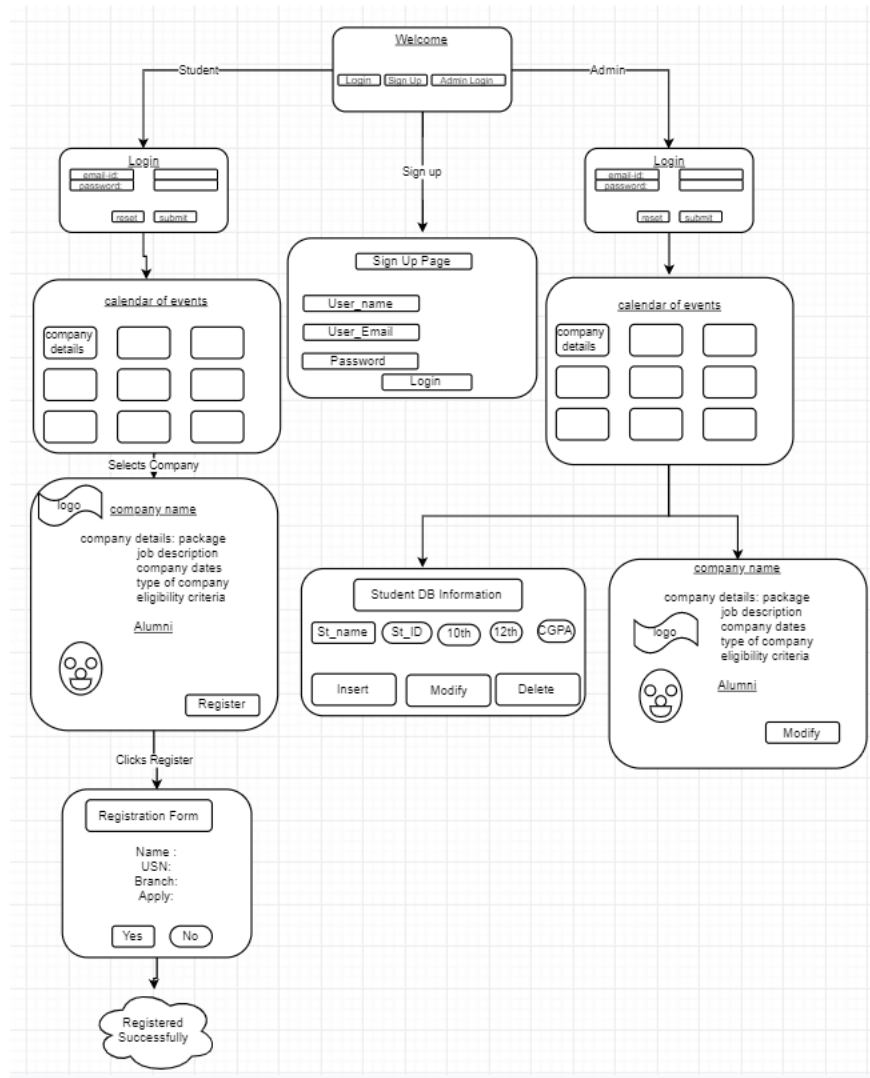 Welcome
Login
Sign Up
Admin Login
Student
Admin
Login
email-id:
password:
reset
submit
Sign up
Login
email-id:
password:
reset
submit
Sign Up Page
User_name
User_Email
Password
Login
calendar of events
company
details
calendar of events
company
details
Selects Company
logo
company name
company details: package
job description
company dates
type of company
eligibility criteria
Alumni
Register
Student DB Information
St_name
St_ID
10th
12th
CGPA
Insert
Modify
Delete
company name
company details: package
job description
company dates
logo
type of company
eligibility criteria
Alumni
Modify
Clicks Register
Registration Form
Name :
USN:
Branch:
Apply:
Yes
No
Registered
Successfully